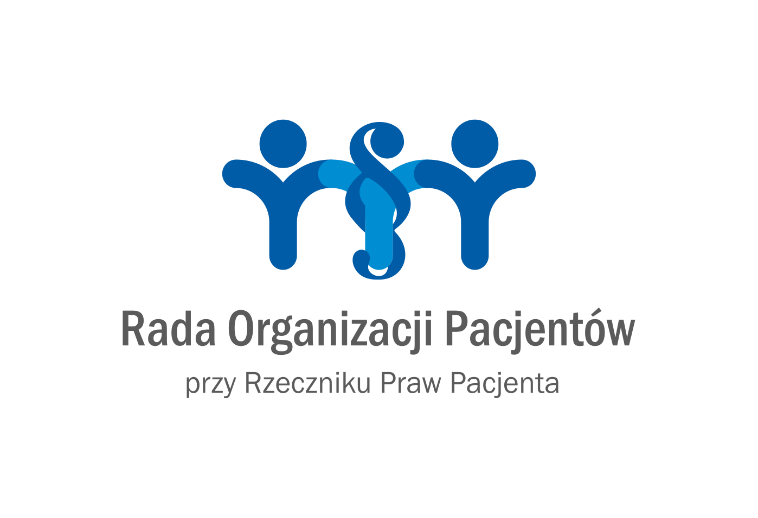 Rada Organizacji Pacjentów
przy Rzeczniku Praw Pacjenta